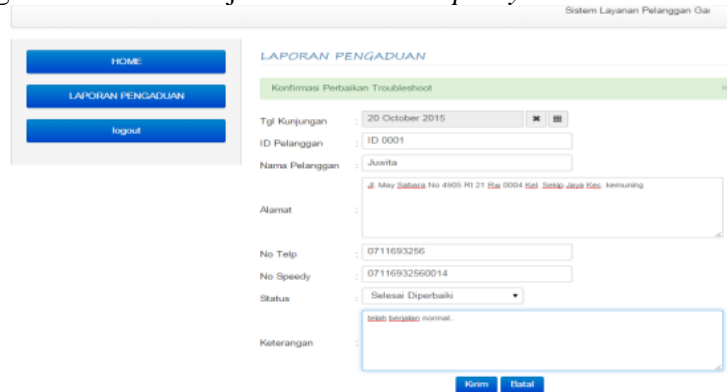 Sistem Layanan Pelanggan Ga
HOME
LAPORAN PENGADUAN
logout
LAPORAN PENGADUAN
Konfirmasi Perbaikan Troubleshoot
Tgl Kunjungan : 20 October 2015
ID Pelanggan : ID 0001
Nama Pelanggan : Juwita
Alamat : Jl. May Sabara No 4905 Rt 21 Rw 0004 Kel Sekip Jaya Kec. kemuning
No Telp : 0711693256
No Speedy : 07116932560014
Status : Selesai Diperbaiki
Keterangan : telah berjalan normal.
Kirim Batal